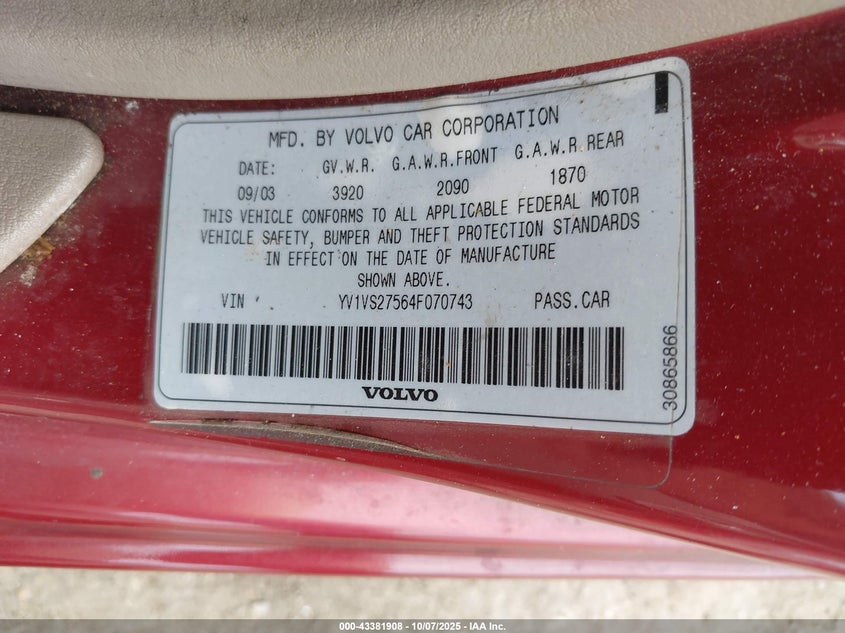 MFD. BY VOLVO CAR CORPORATION
DATE: GV.W.R. G.A.W.R.FRONT G.A.W.R.REAR
09/03 3920 2090 1870
THIS VEHICLE CONFORMS TO ALL APPLICABLE FEDERAL MOTOR
VEHICLE SAFETY, BUMPER AND THEFT PROTECTION STANDARDS
IN EFFECT ON THE DATE OF MANUFACTURE
SHOWN ABOVE.
VIN YV1VS27564F070743 PASS.CAR
VOLVO
30865866
000-43381908 - 10/07/2025 - IAA Inc.